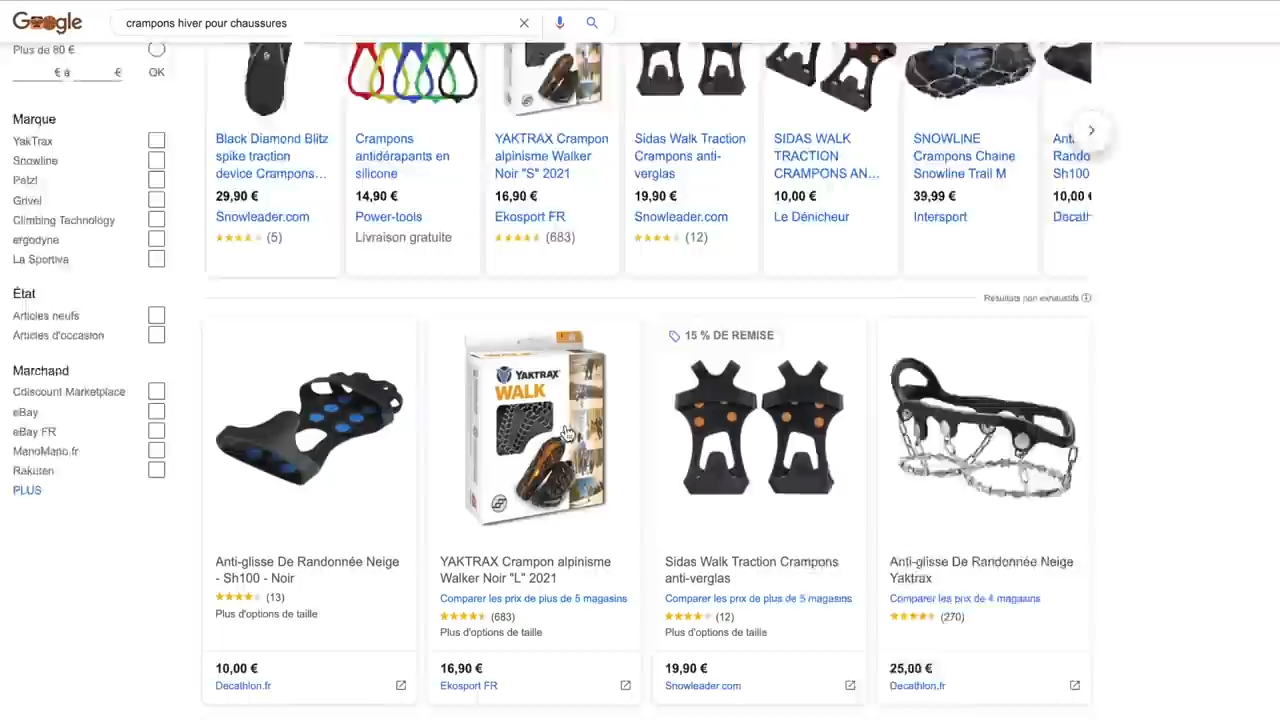 Google
crampons hiver pour chaussures
Plus de 80 €
€ à €
OK
Marque
YakTrax
Snowline
Petzl
Grivel
Climbing Technology
ergodyne
La Sportiva
État
Articles neufs
Articles d'occasion
Marchand
Cdiscount Marketplace
eBay
eBay FR
ManoMano.fr
Rakuten
PLUS
Black Diamond Blitz
spike traction
device Crampons...
29,90 €
Snowleader.com
(5)
Crampons
antidérapants en
silicone
14,90 €
Power-tools
Livraison gratuite
YAKTRAX Crampon
alpinisme Walker
Noir "S" 2021
16,90 €
Ekosport FR
(683)
Sidas Walk Traction
Crampons anti-
verglas
19,90 €
Snowleader.com
(12)
SIDAS WALK
TRACTION
CRAMPONS AN...
10,00 €
Le Dénicheur
SNOWLINE
Crampons Chaine
Snowline Trail M
39,99 €
Intersport
Anti
Rando
Sh100
10,00 €
Decath
Résultats non exhaustifs
Anti-glisse De Randonnée Neige
- Sh100 - Noir
(13)
Plus d'options de taille
10,00 €
Decathlon.fr
YAKTRAX
WALK
YAKTRAX Crampon alpinisme
Walker Noir "L" 2021
Comparer les prix de plus de 5 magasins
(683)
Plus d'options de taille
16,90 €
Ekosport FR
15 % DE REMISE
Sidas Walk Traction Crampons
anti-verglas
Comparer les prix de plus de 5 magasins
(12)
Plus d'options de taille
19,90 €
Snowleader.com
Anti-glisse De Randonnée Neige
Yaktrax
Comparer les prix de 4 magasins
(270)
25,00 €
Decathlon.fr